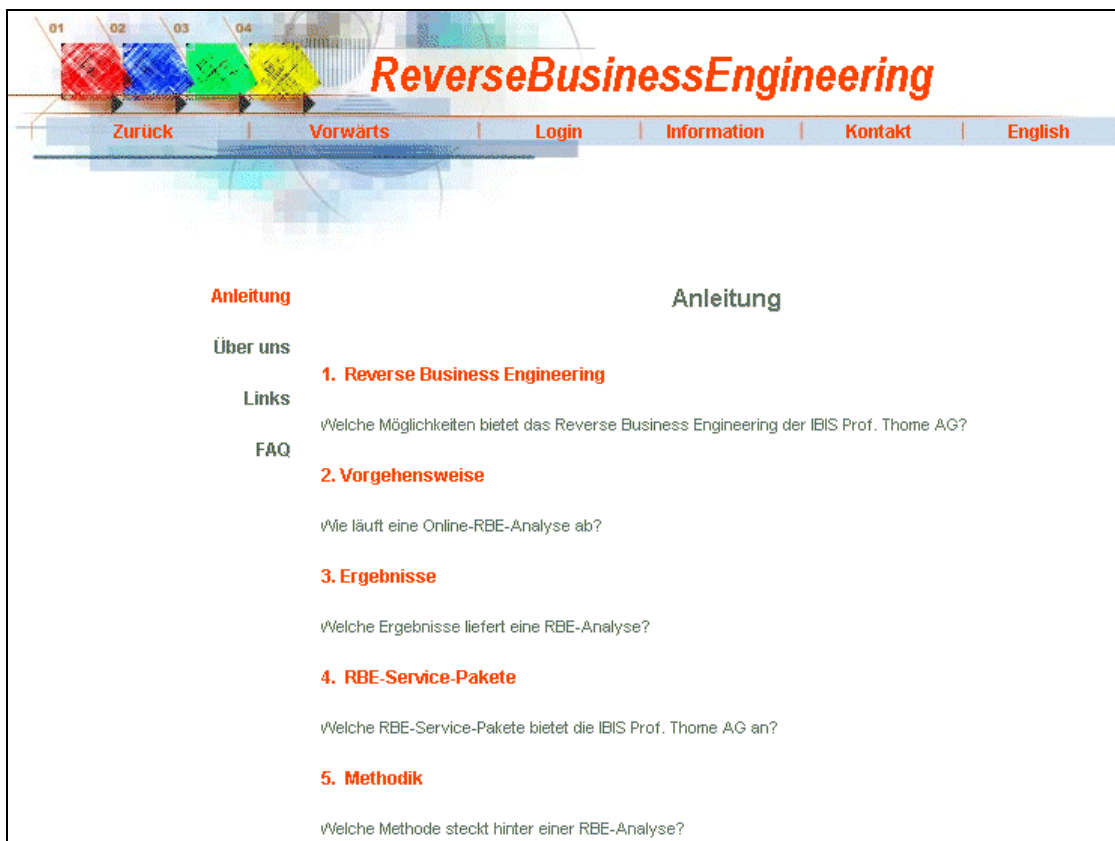 01 02 03 04
ReverseBusinessEngineering
Zurück | Vorwärts | Login | Information | Kontakt | English
Anleitung
Über uns
Links
FAQ
Anleitung
1. Reverse Business Engineering
Welche Möglichkeiten bietet das Reverse Business Engineering der IBIS Prof. Thome AG?
2. Vorgehensweise
Wie läuft eine Online-RBE-Analyse ab?
3. Ergebnisse
Welche Ergebnisse liefert eine RBE-Analyse?
4. RBE-Service-Pakete
Welche RBE-Service-Pakete bietet die IBIS Prof. Thome AG an?
5. Methodik
Welche Methode steckt hinter einer RBE-Analyse?